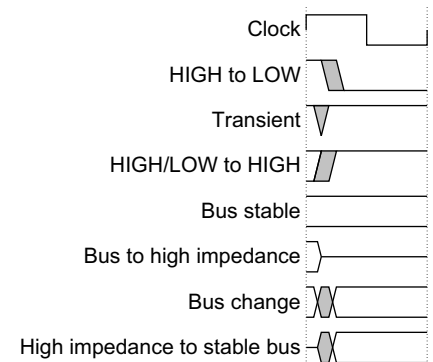 Clock
HIGH to LOW
Transient
HIGH/LOW to HIGH
Bus stable
Bus to high impedance
Bus change
High impedance to stable bus